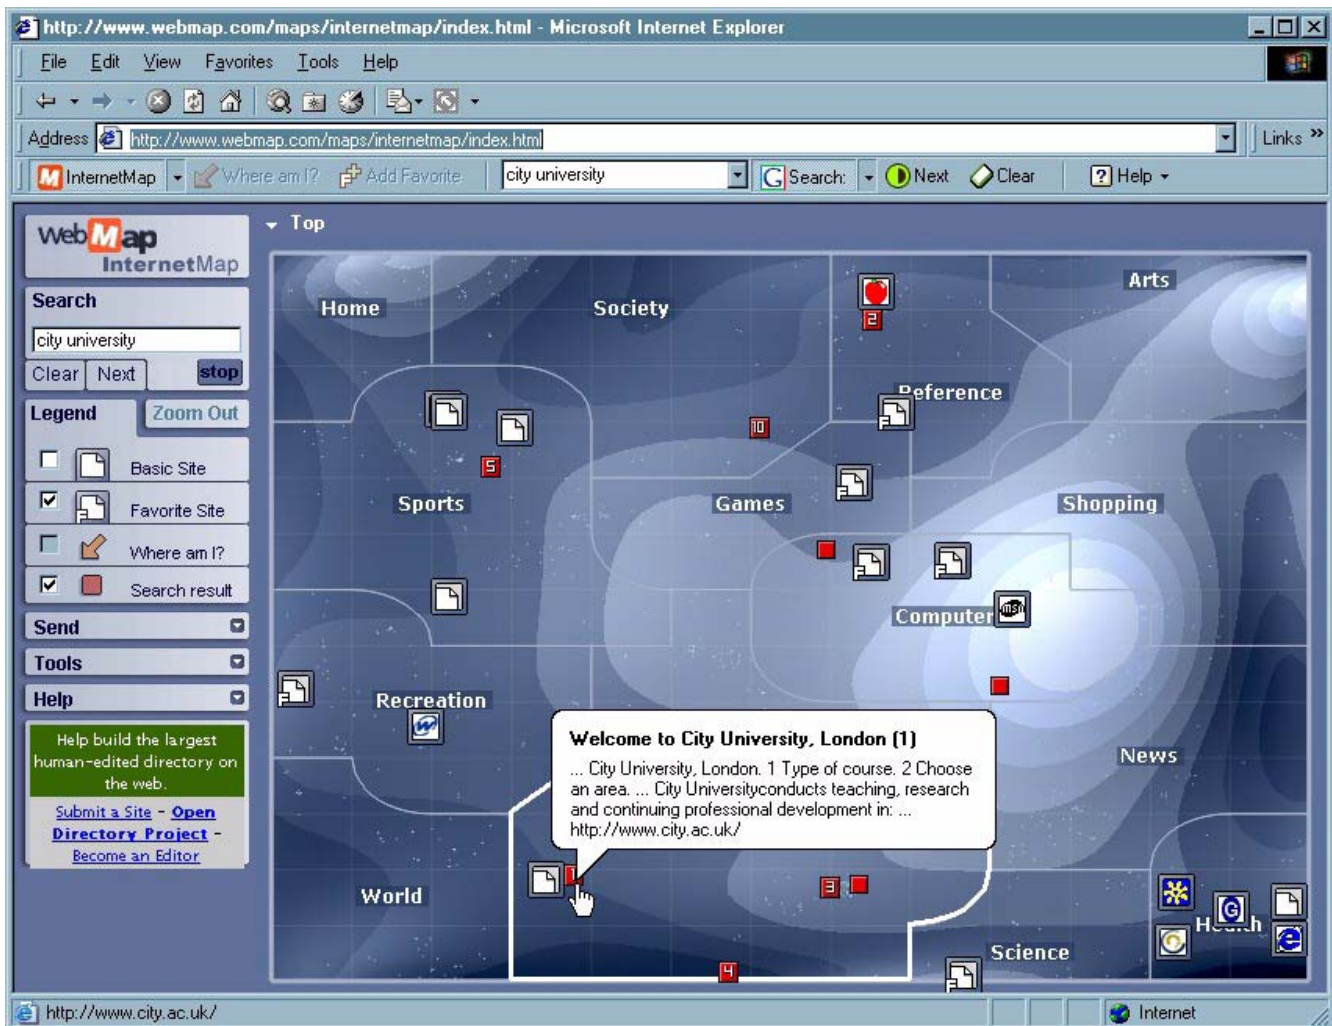 http://www.webmap.com/maps/internetmap/index.html - Microsoft Internet Explorer
File Edit View Favorites Tools Help
Address http://www.webmap.com/maps/internetmap/index.html Links »
InternetMap Where am I? Add Favorite city university G Search: Next Clear ? Help
Web Map
InternetMap
Search
city university
Clear Next stop
Legend Zoom Out
Basic Site
Favorite Site
Where am I?
Search result
Send
Tools
Help
Help build the largest
human-edited directory on
the web.
Submit a Site - Open
Directory Project -
Become an Editor
Top
Home Society Arts
2
Reference
10
5
Sports Games Shopping
Computer msn
Recreation
News
Welcome to City University, London (1)
... City University, London. 1 Type of course. 2 Choose
an area. ... City Universityconducts teaching, research
and continuing professional development in: ...
http://www.city.ac.uk/
1
3
World
4
Science
G
http://www.city.ac.uk/ Internet